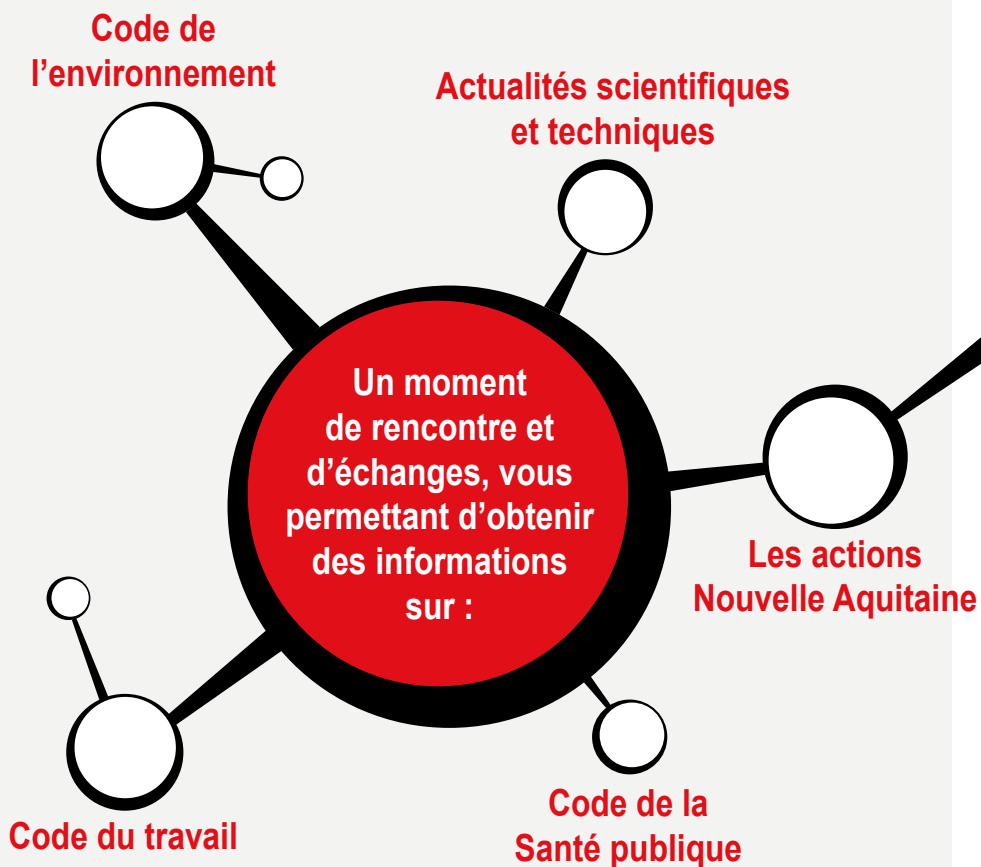 Code de
l’environnement
Actualités scientifiques
et techniques
Un moment
de rencontre et
d’échanges, vous
permettant d’obtenir
des informations
sur :
Les actions
Nouvelle Aquitaine
Code du travail
Code de la
Santé publique